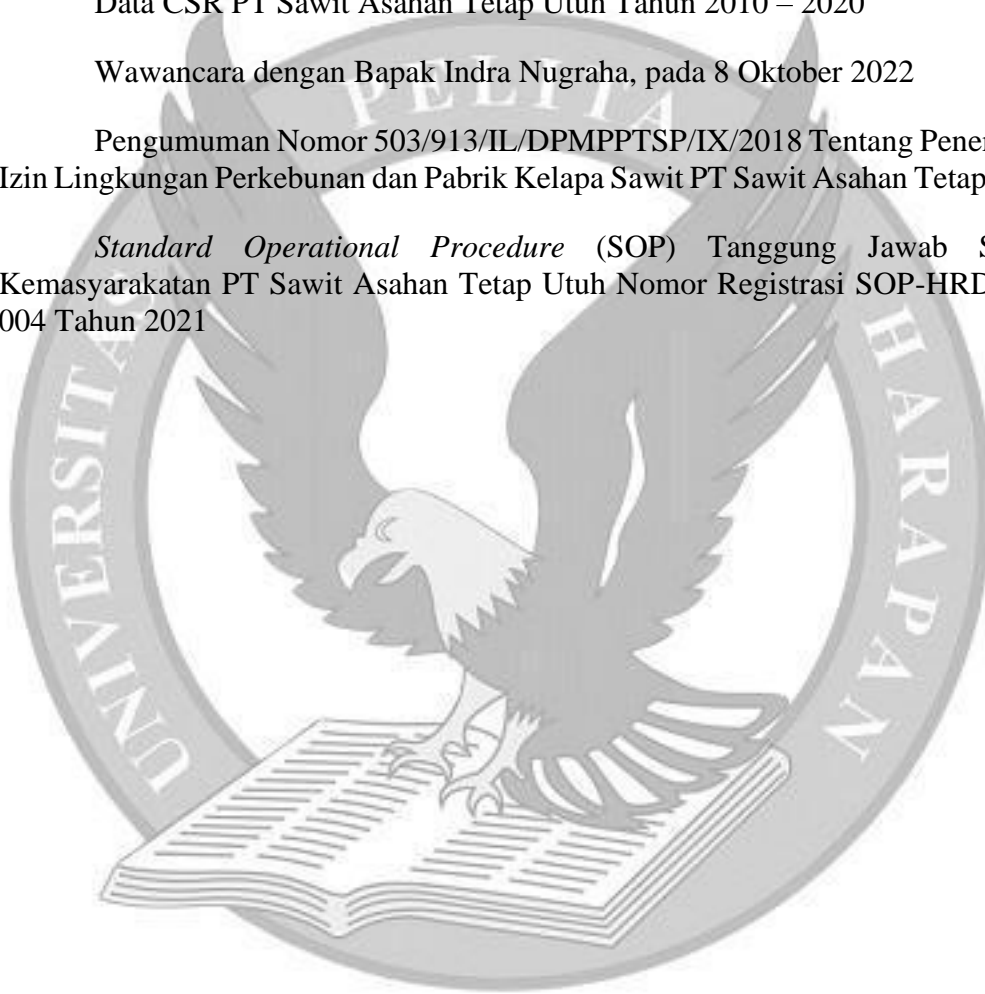 Data CSR PT Sawit Asahan Tetap Utuh Tahun 2010 – 2020
Wawancara dengan Bapak Indra Nugraha, pada 8 Oktober 2022
Pengumuman Nomor 503/913/IL/DPMPPTSP/IX/2018 Tentang
Izin Lingkungan Perkebunan dan Pabrik Kelapa Sawit PT Sawit Asahan Tetap
Standard Operational Procedure (SOP) Tanggung Jawab
Kemasyarakatan PT Sawit Asahan Tetap Utuh Nomor Registrasi SOP-HRD
004 Tahun 2021
UNIVERSITAS PELITA HARAPAN